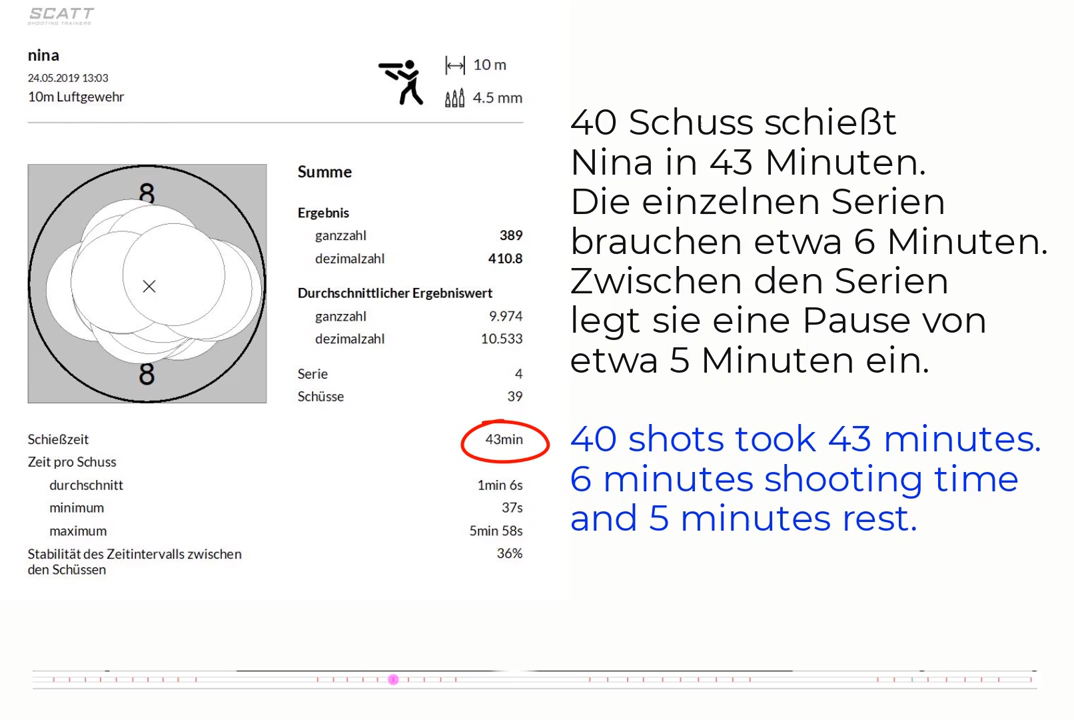 SCATT
SHOOTING TRAINERS
nina
24.05.2019 13:03
10m Luftgewehr
10 m
4.5 mm
8
8
Summe
Ergebnis
ganzzahl 389
dezimalzahl 410.8
Durchschnittlicher Ergebniswert
ganzzahl 9.974
dezimalzahl 10.533
Serie 4
Schüsse 39
Schießzeit 43min
Zeit pro Schuss
durchschnitt 1min 6s
minimum 37s
maximum 5min 58s
Stabilität des Zeitintervalls zwischen 36%
den Schüssen
40 Schuss schießt
Nina in 43 Minuten.
Die einzelnen Serien
brauchen etwa 6 Minuten.
Zwischen den Serien
legt sie eine Pause von
etwa 5 Minuten ein.
40 shots took 43 minutes.
6 minutes shooting time
and 5 minutes rest.